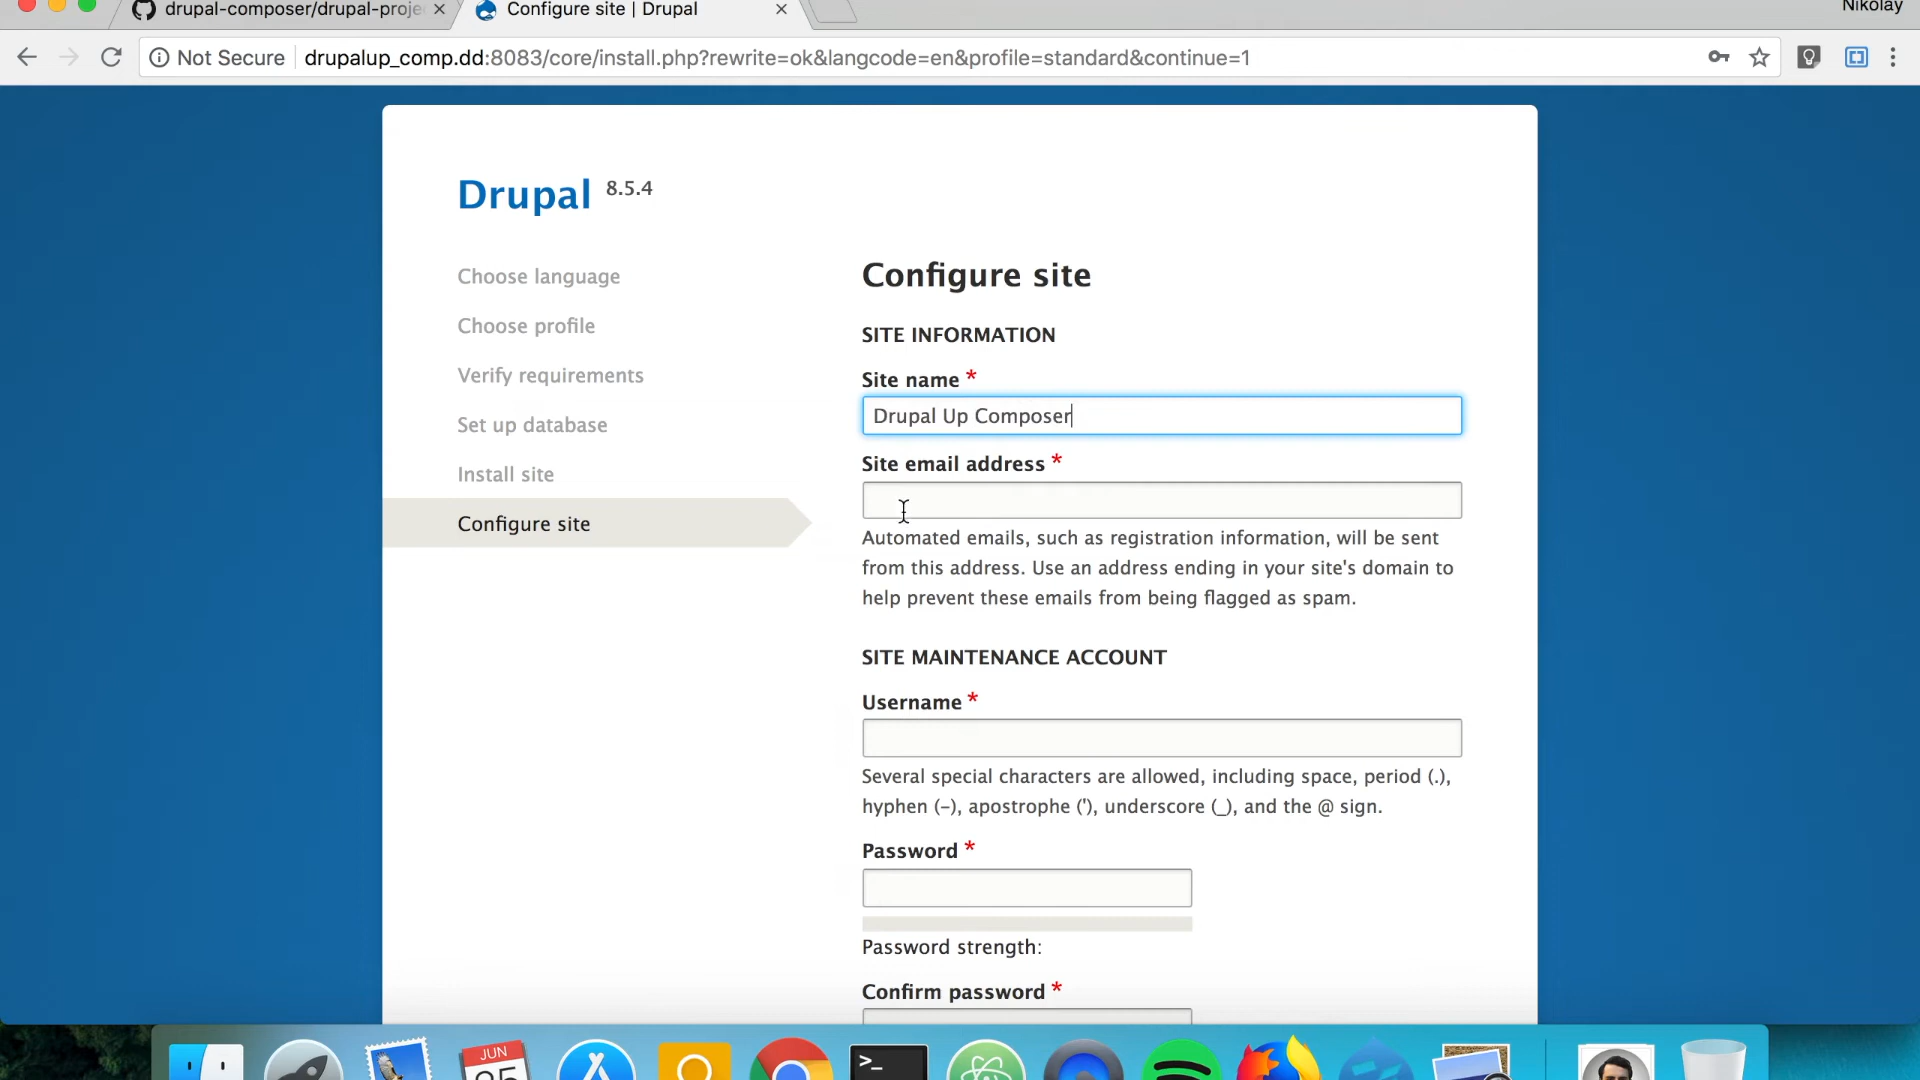 drupal-composer/drupal-proje
Configure site | Drupal
Nikolay
Not Secure
drupalup_comp.dd:8083/core/install.php?rewrite=ok&langcode=en&profile=standard&continue=1
Drupal 8.5.4
Choose language
Choose profile
Verify requirements
Set up database
Install site
Configure site
Configure site
SITE INFORMATION
Site name *
Drupal Up Composer
Site email address *
Automated emails, such as registration information, will be sent
from this address. Use an address ending in your site's domain to
help prevent these emails from being flagged as spam.
SITE MAINTENANCE ACCOUNT
Username *
Several special characters are allowed, including space, period (.),
hyphen (-), apostrophe ('), underscore (_), and the @ sign.
Password *
Password strength:
Confirm password *
JUN
25
>_